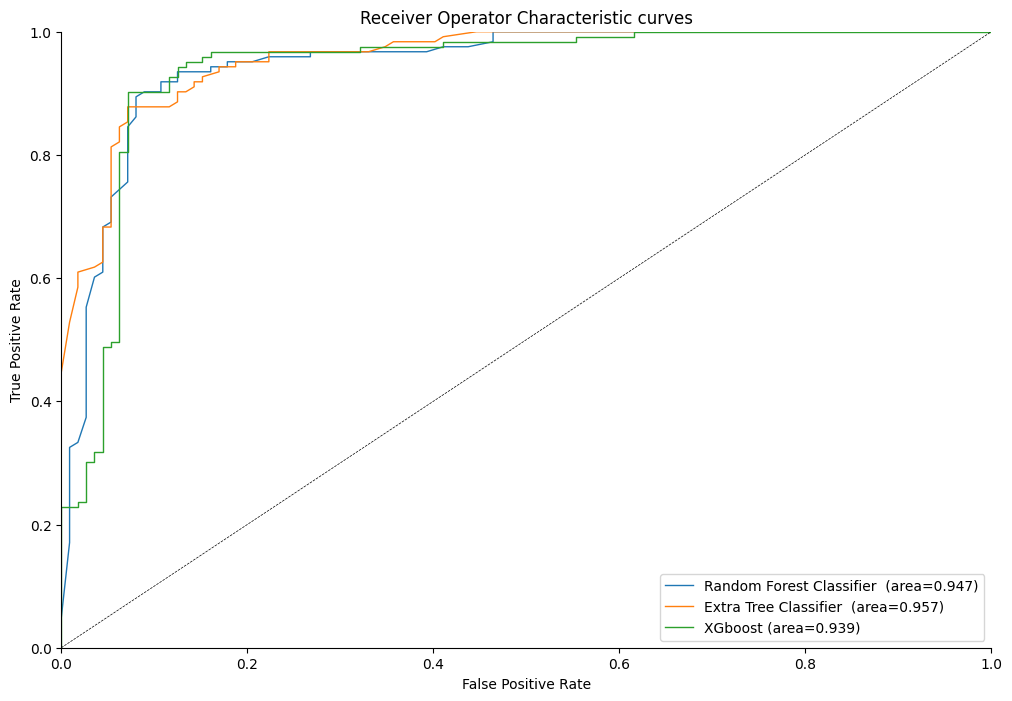 Receiver Operator Characteristic curves
1.0
0.8
0.6
0.4
0.2
0.0
True Positive Rate
Random Forest Classifier  (area=0.947)
Extra Tree Classifier  (area=0.957)
XGboost (area=0.939)
0.0 0.2 0.4 0.6 0.8 1.0
False Positive Rate